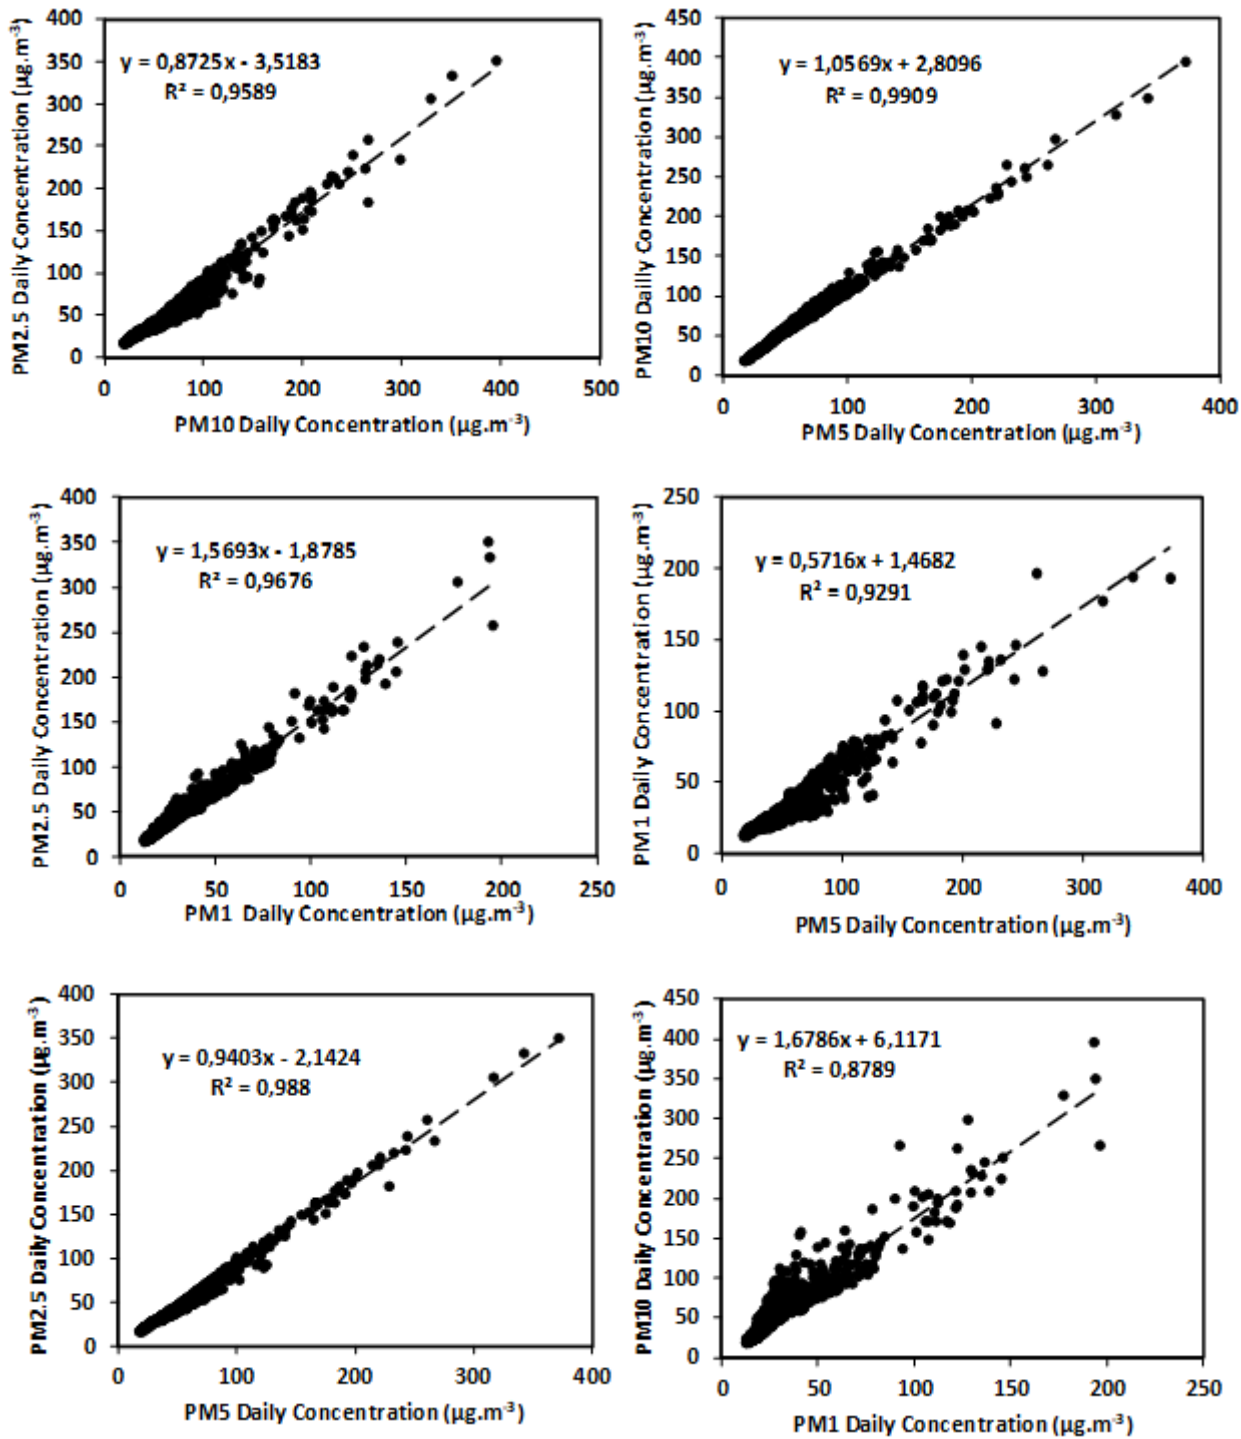 PM2.5 Daily Concentration (µg.m-3)
400
350
300
250
200
150
100
50
0
y = 0,8725x - 3,5183
R² = 0,9589
0 100 200 300 400 500
PM10 Daily Concentration (µg.m-3)
PM10 Daily Concentration (µg.m-3)
450
400
350
300
250
200
150
100
50
0
y = 1,0569x + 2,8096
R² = 0,9909
0 100 200 300 400
PM5 Daily Concentration (µg.m-3)
PM2.5 Daily Concentration (µg.m-3)
400
350
300
250
200
150
100
50
0
y = 1,5693x - 1,8785
R² = 0,9676
0 50 100 150 200 250
PM1 Daily Concentration (µg.m-3)
PM1 Daily Concentration (µg.m-3)
250
200
150
100
50
0
y = 0,5716x + 1,4682
R² = 0,9291
0 100 200 300 400
PM5 Daily Concentration (µg.m-3)
PM2.5 Daily Concentration (µg.m-3)
400
350
300
250
200
150
100
50
0
y = 0,9403x - 2,1424
R² = 0,988
0 100 200 300 400
PM5 Daily Concentration (µg.m-3)
PM10 Daily Concentration (µg.m-3)
450
400
350
300
250
200
150
100
50
0
y = 1,6786x + 6,1171
R² = 0,8789
0 50 100 150 200 250
PM1 Daily Concentration (µg.m-3)